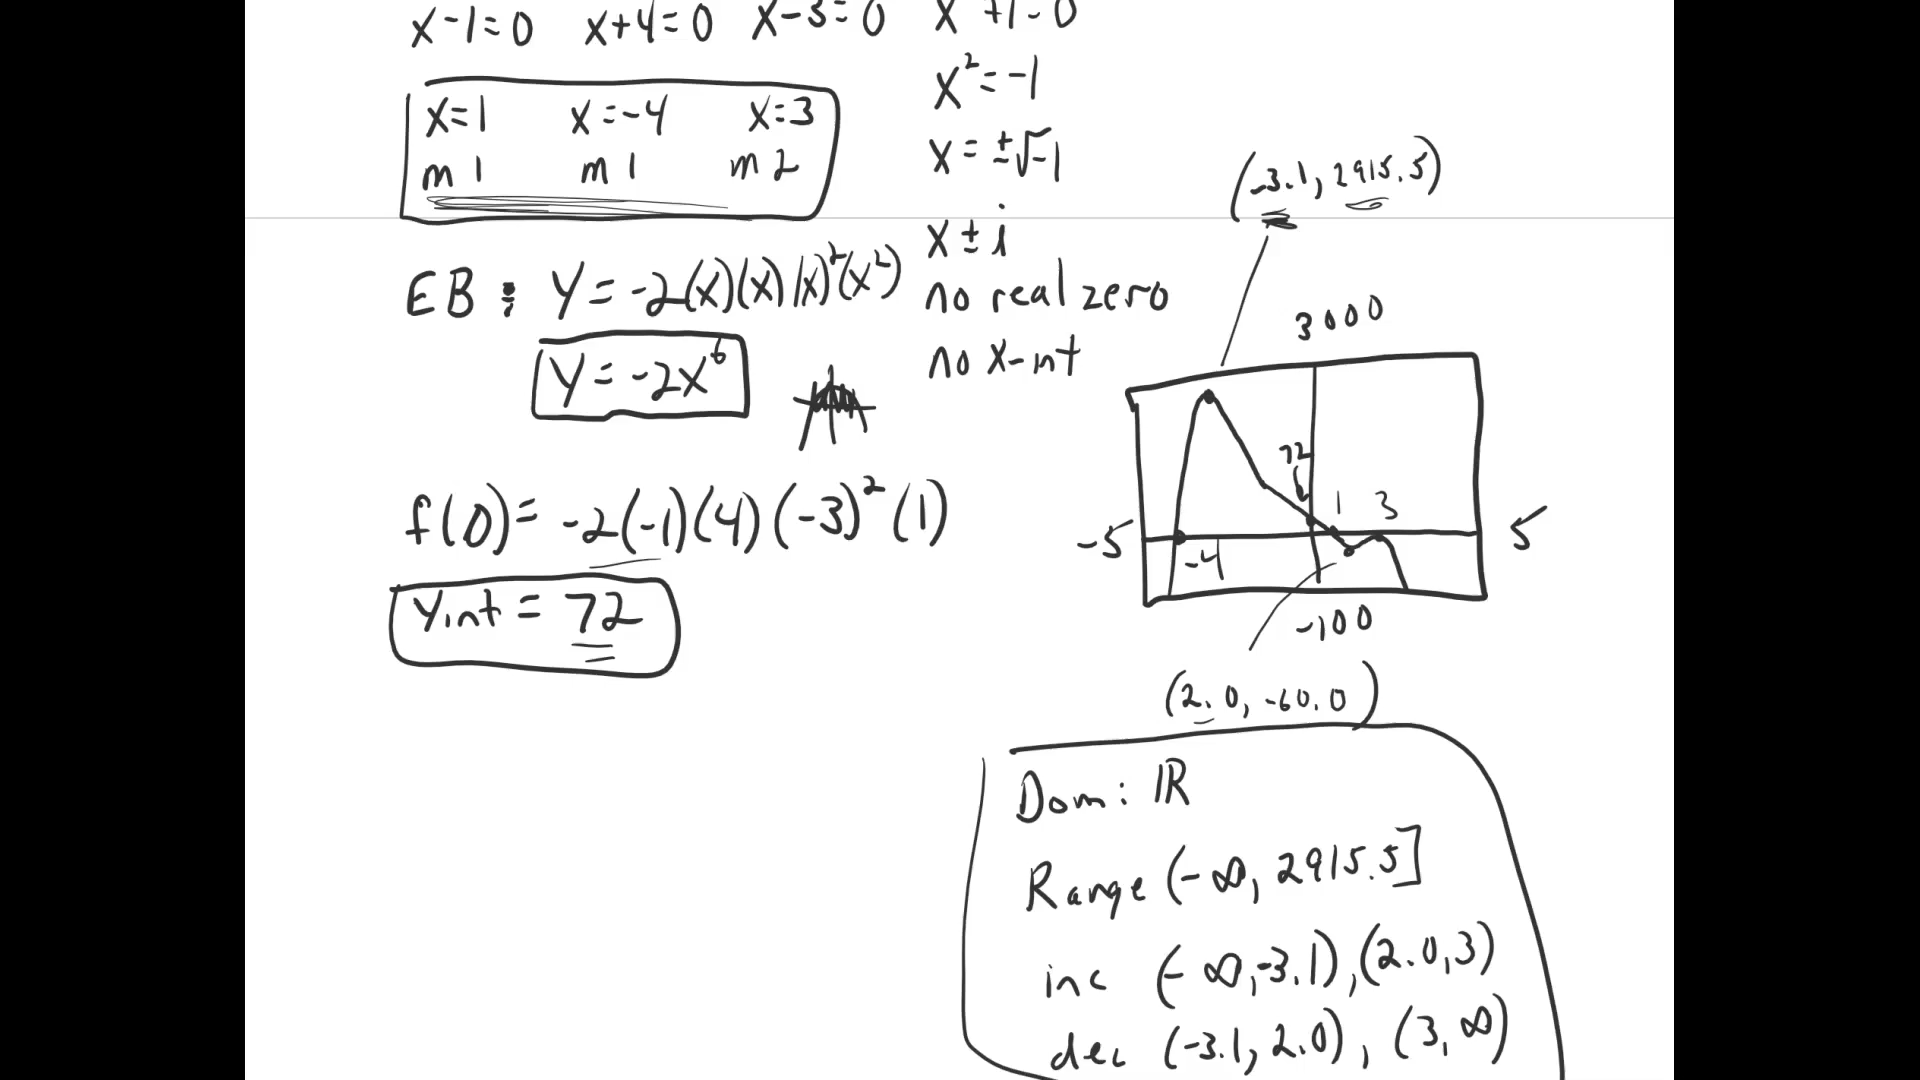 x-1=0 x+4=0 x-3=0 x² +1=0
x²=-1
x=1 x=-4 x=3
m 1 m 1 m 2
x=±√-1
x±i
no real zero
no x-int
EB: y=-2(x)(x)(x)²(x²)
y=-2x⁶
f(0)=-2(-1)(4)(-3)²(1)
yint = 72
(-3.1, 2915.5)
3000
72
1 3
-5 5
-4
-100
(2.0, -60.0)
Dom: ℝ
Range (-∞, 2915.5]
inc (-∞,-3.1), (2.0,3)
dec (-3.1, 2.0), (3,∞)